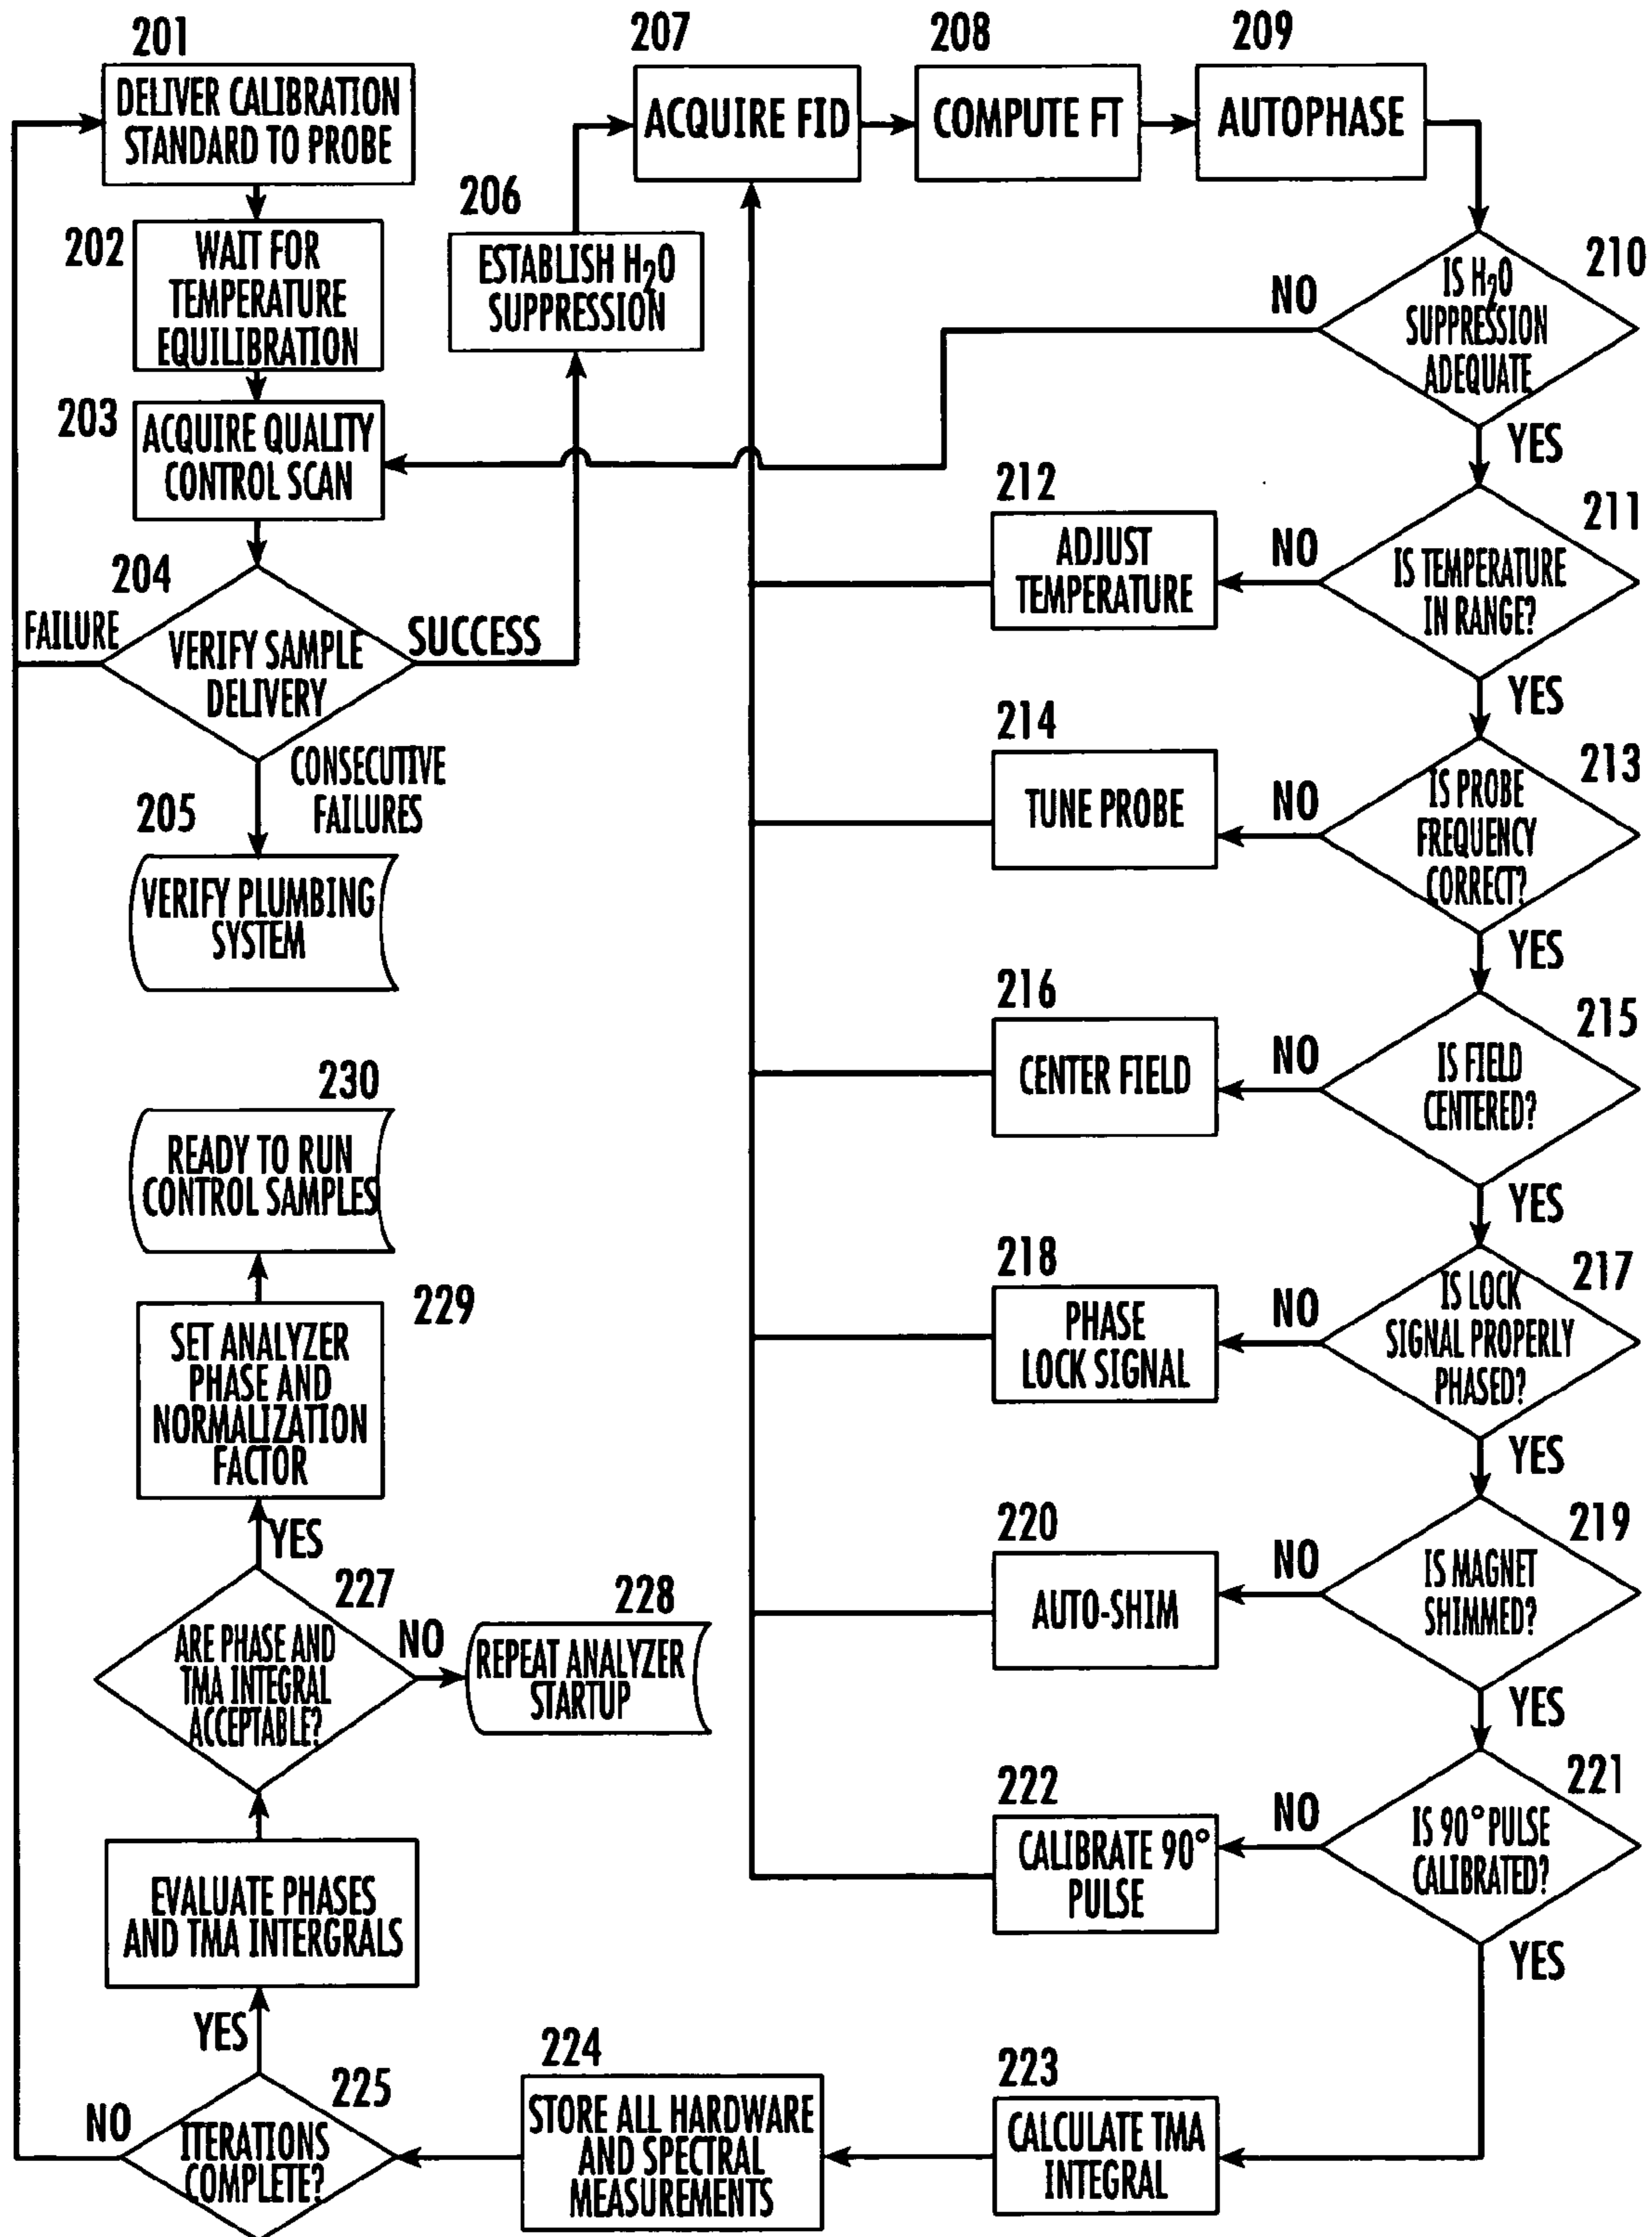 201
DELIVER CALIBRATION
STANDARD TO PROBE
202
WAIT FOR
TEMPERATURE
EQUILIBRATION
203
ACQUIRE QUALITY
CONTROL SCAN
204
FAILURE
VERIFY SAMPLE
DELIVERY
SUCCESS
CONSECUTIVE
FAILURES
205
VERIFY PLUMBING
SYSTEM
206
ESTABLISH H2O
SUPPRESSION
207
ACQUIRE FID
208
COMPUTE FT
209
AUTOPHASE
210
IS H2O
SUPPRESSION
ADEQUATE
NO
YES
211
IS TEMPERATURE
IN RANGE?
NO
212
ADJUST
TEMPERATURE
YES
213
IS PROBE
FREQUENCY
CORRECT?
NO
214
TUNE PROBE
YES
215
IS FIELD
CENTERED?
NO
216
CENTER FIELD
YES
217
IS LOCK
SIGNAL PROPERLY
PHASED?
NO
218
PHASE
LOCK SIGNAL
YES
219
IS MAGNET
SHIMMED?
NO
220
AUTO-SHIM
YES
221
IS 90° PULSE
CALIBRATED?
NO
222
CALIBRATE 90°
PULSE
YES
223
CALCULATE TMA
INTEGRAL
224
STORE ALL HARDWARE
AND SPECTRAL
MEASUREMENTS
225
ITERATIONS
COMPLETE?
NO
YES
EVALUATE PHASES
AND TMA INTERGRALS
227
ARE PHASE AND
TMA INTEGRAL
ACCEPTABLE?
NO
228
REPEAT ANALYZER
STARTUP
YES
229
SET ANALYZER
PHASE AND
NORMALIZATION
FACTOR
230
READY TO RUN
CONTROL SAMPLES